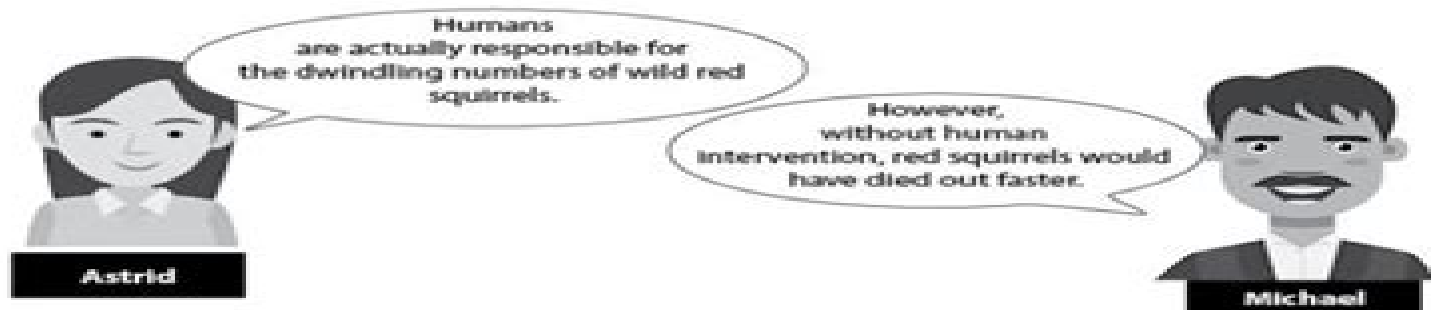 Humans
are actually responsible for
the dwindling numbers of wild red
squirrels.
However,
without human
intervention, red squirrels would
have died out faster.
Astrid
Michael